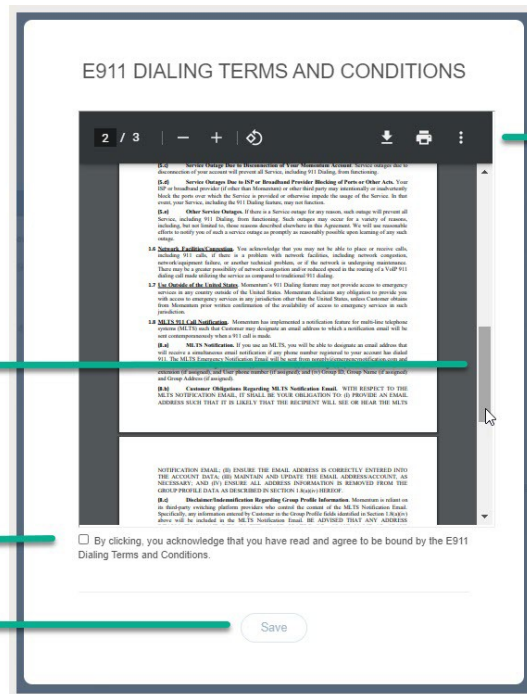 E911 DIALING TERMS AND CONDITIONS
2 / 3
(5.c) Service Outage Due to Disconnection of Your Momentum Account. Service outages due to
disconnection of your account will prevent all Service, including 911 Dialing, from functioning.
(5.d) Service Outages Due to ISP or Broadband Provider Blocking of Ports or Other Acts. Your
ISP or broadband provider (if other than Momentum) or other third party may intentionally or inadvertently
block the ports over which the Service is provided or otherwise impede the usage of the Service. In that
event, your Service, including the 911 Dialing feature, may not function.
(5.e) Other Service Outages. If there is a Service outage for any reason, such outage will prevent all
Service, including 911 Dialing, from functioning. Such outages may occur for a variety of reasons,
including, but not limited to, those reasons described elsewhere in this Agreement. We will use reasonable
efforts to notify you of such a service outage as promptly as reasonably possible upon learning of any such
outage.
1.6 Network Facilities/Congestion. You acknowledge that you may not be able to place or receive calls,
including 911 calls, if there is a problem with network facilities, including network congestion,
network/equipment failure, or another technical problem, or if the network is undergoing maintenance.
There may be a greater possibility of network congestion and/or reduced speed in the routing of a VoIP 911
dialing call made utilizing the service as compared to traditional 911 dialing.
1.7 Use Outside of the United States. Momentum's 911 Dialing feature may not provide access to emergency
services in any country outside of the United States. Momentum disclaims any obligation to provide you
with access to emergency services in any jurisdiction other than the United States, unless Customer obtains
from Momentum prior written confirmation of the availability of access to emergency services in such
jurisdiction.
1.8 MLTS 911 Call Notification. Momentum has implemented a notification feature for multi-line telephone
systems (MLTS) such that Customer may designate an email address to which a notification email will be
sent contemporaneously when a 911 call is made.
(8.a) MLTS Notification. If you use an MLTS, you will be able to designate an email address that
will receive a simultaneous email notification if any phone number registered to your account has dialed
911. The MLTS Emergency Notification Email will be sent from
extension (if assigned), and User phone number (if assigned); and (iv) Group ID, Group Name (if assigned)
and Group Address (if assigned).
(8.b) Customer Obligations Regarding MLTS Notification Email. WITH RESPECT TO THE
MLTS NOTIFICATION EMAIL, IT SHALL BE YOUR OBLIGATION TO: (I) PROVIDE AN EMAIL
ADDRESS SUCH THAT IT IS LIKELY THAT THE RECIPIENT WILL SEE OR HEAR THE MLTS
NOTIFICATION EMAIL; (II) ENSURE THE EMAIL ADDRESS IS CORRECTLY ENTERED INTO
THE ACCOUNT DATA; (III) MAINTAIN AND UPDATE THE EMAIL ADDRESS/ACCOUNT, AS
NECESSARY; AND (IV) ENSURE ALL ADDRESS INFORMATION IS REMOVED FROM THE
GROUP PROFILE DATA AS DESCRIBED IN SECTION 1.8(a)(iv) HEREOF.
(8.c) Disclaimer/Indemnification Regarding Group Profile Information. Momentum is reliant on
its third-party switching platform providers who control the content of the MLTS Notification Email.
Specifically, any information entered by Customer in the Group Profile fields identified in Section 1.8(a)(iv)
above will be included in the MLTS Notification Email. BE ADVISED THAT ANY ADDRESS
By clicking, you acknowledge that you have read and agree to be bound by the E911
Dialing Terms and Conditions.
Save